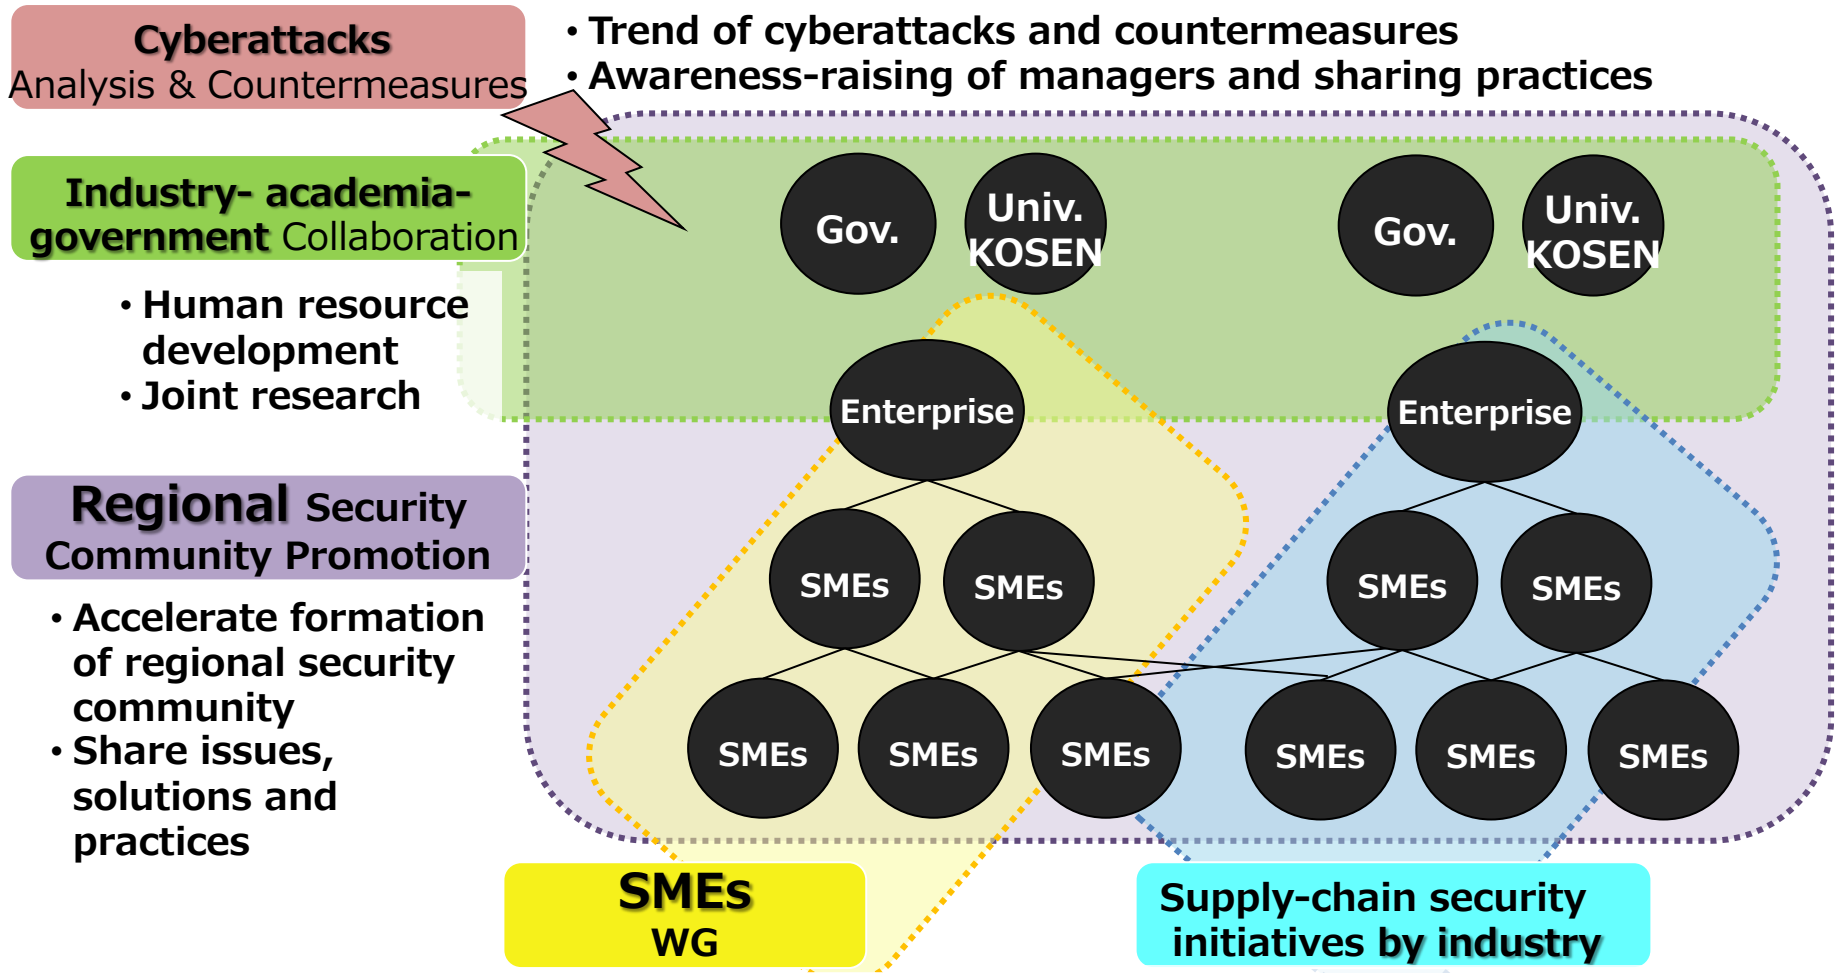 Cyberattacks
Analysis & Countermeasures
• Trend of cyberattacks and countermeasures
• Awareness-raising of managers and sharing practices
Industry- academia-
government Collaboration
• Human resource
development
• Joint research
Regional Security
Community Promotion
• Accelerate formation
of regional security
community
• Share issues,
solutions and
practices
Gov.
Univ.
KOSEN
Gov.
Univ.
KOSEN
Enterprise
Enterprise
SMEs
SMEs
SMEs
SMEs
SMEs
SMEs
SMEs
SMEs
SMEs
SMEs
SMEs
WG
Supply-chain security
initiatives by industry